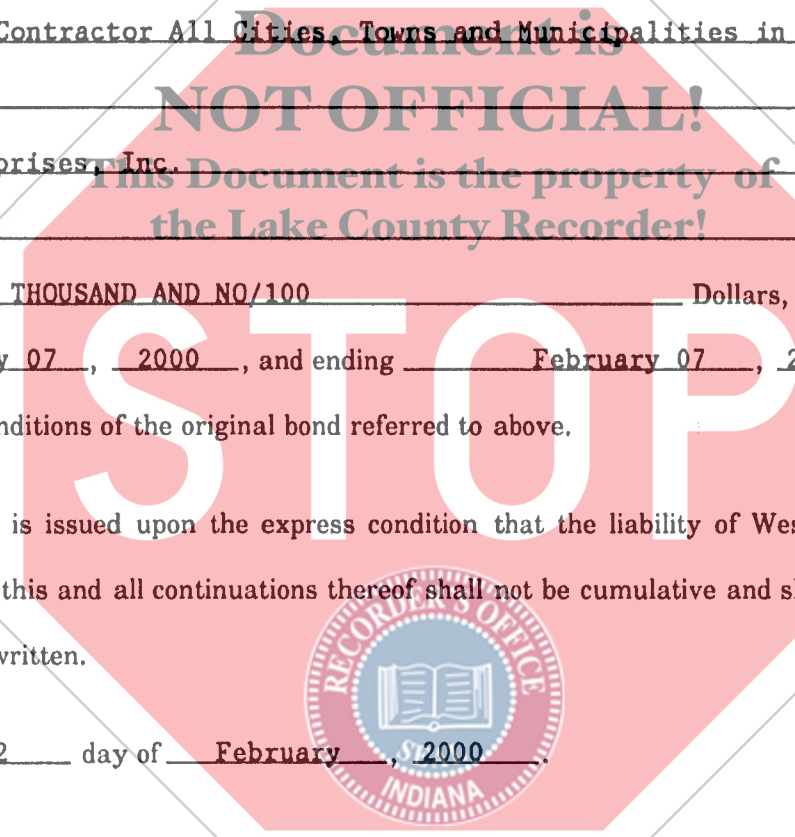 Document is
Contractor All Cities, Towns and Municipalities in
NOT OFFICIAL!
prises, Inc.
This Document is the property of
the Lake County Recorder!
THOUSAND AND NO/100 Dollars,
y 07, 2000, and ending February 07, 2
nditions of the original bond referred to above.
STOP
is issued upon the express condition that the liability of Wes
this and all continuations thereof shall not be cumulative and s
written.
2 day of February, 2000.
RECORDER'S OFFICE
SEAL
INDIANA